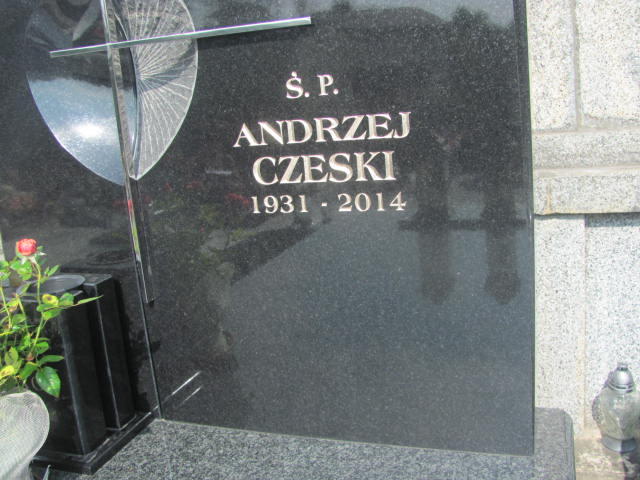 Ś. P.
ANDRZEJ
CZESKI
1931 - 2014